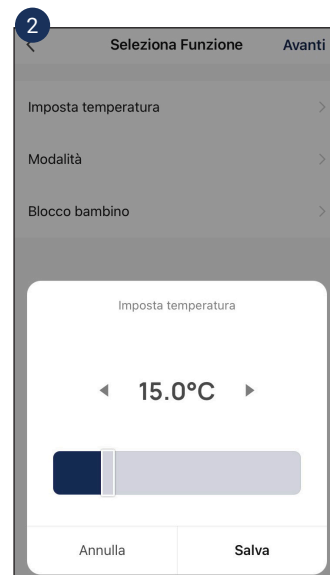 2
Seleziona Funzione Avanti
Imposta temperatura
Modalità
Blocco bambino
Imposta temperatura
15.0°C
Annulla Salva